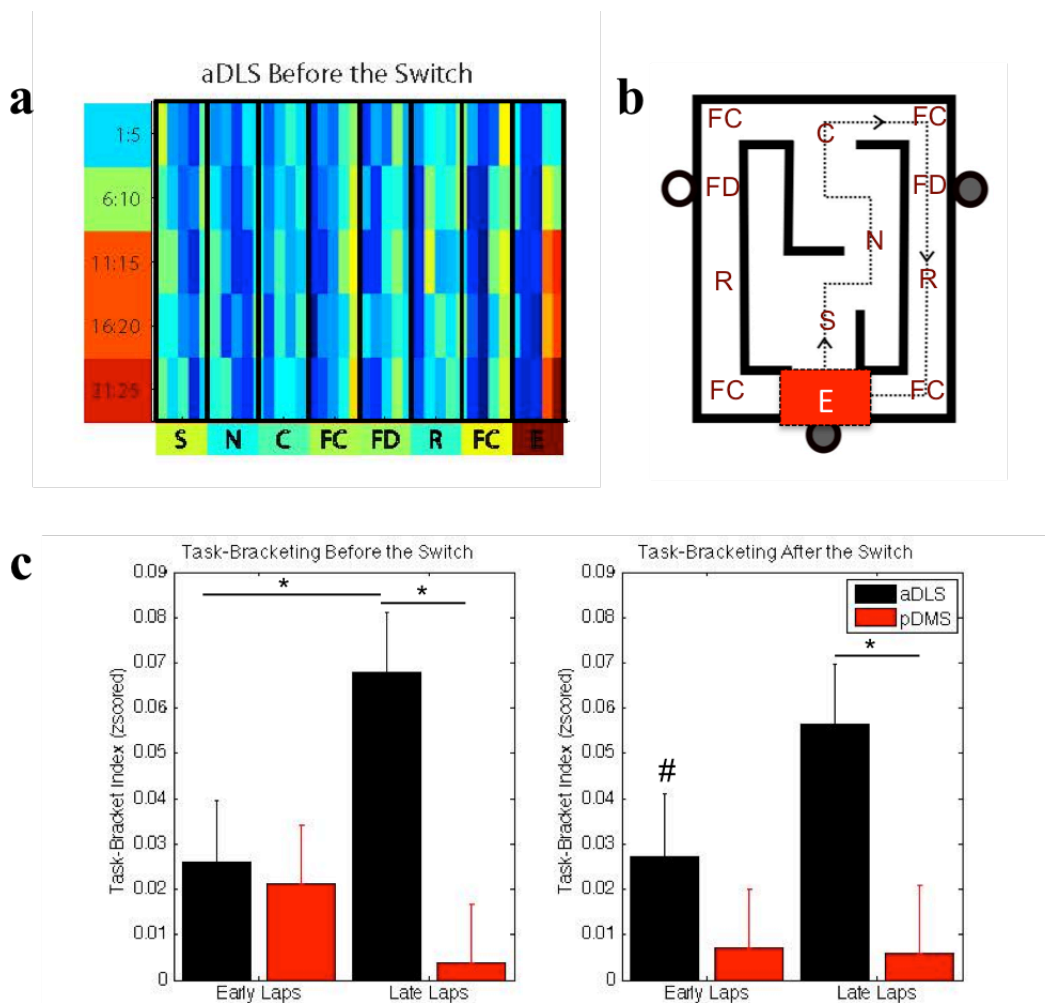 a
aDLS Before the Switch
1:5
6:10
11:15
16:20
S N C FC FD R FC E
b
FC C FC
FD FD
N
R R
S
FC E FC
c
Task-Bracketing Before the Switch
Task-Bracket Index (zscored)
0.09
0.08
0.07
0.06
0.05
0.04
0.03
0.02
0.01
0
* *
Early Laps Late Laps
Task-Bracketing After the Switch
aDLS
pDMS
Task-Bracket Index (zscored)
0.09
0.08
0.07
0.06
0.05
0.04
0.03
0.02
0.01
0
*
#
Early Laps Late Laps